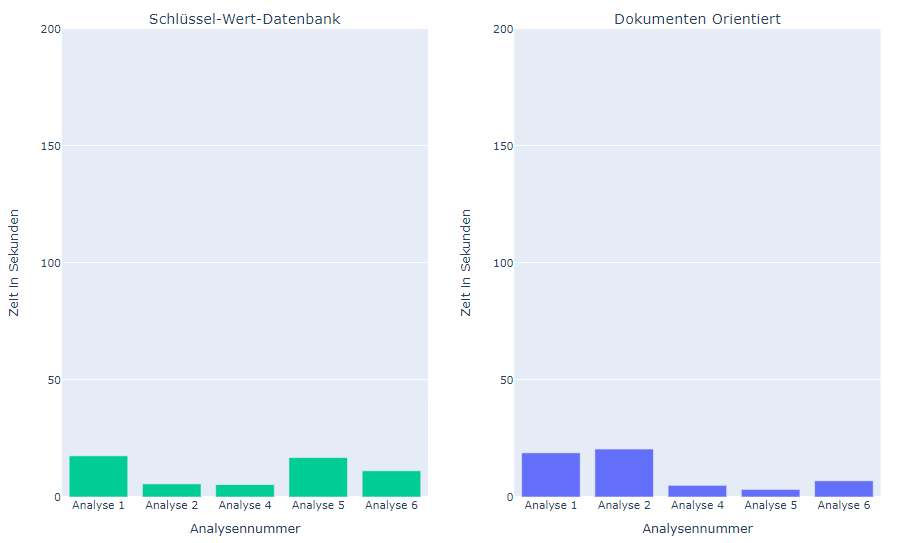 Schlüssel-Wert-Datenbank
200
150
100
50
0
Zeit In Sekunden
Analyse 1 Analyse 2 Analyse 4 Analyse 5 Analyse 6
Analysennummer
Dokumenten Orientiert
200
150
100
50
0
Zeit In Sekunden
Analyse 1 Analyse 2 Analyse 4 Analyse 5 Analyse 6
Analysennummer